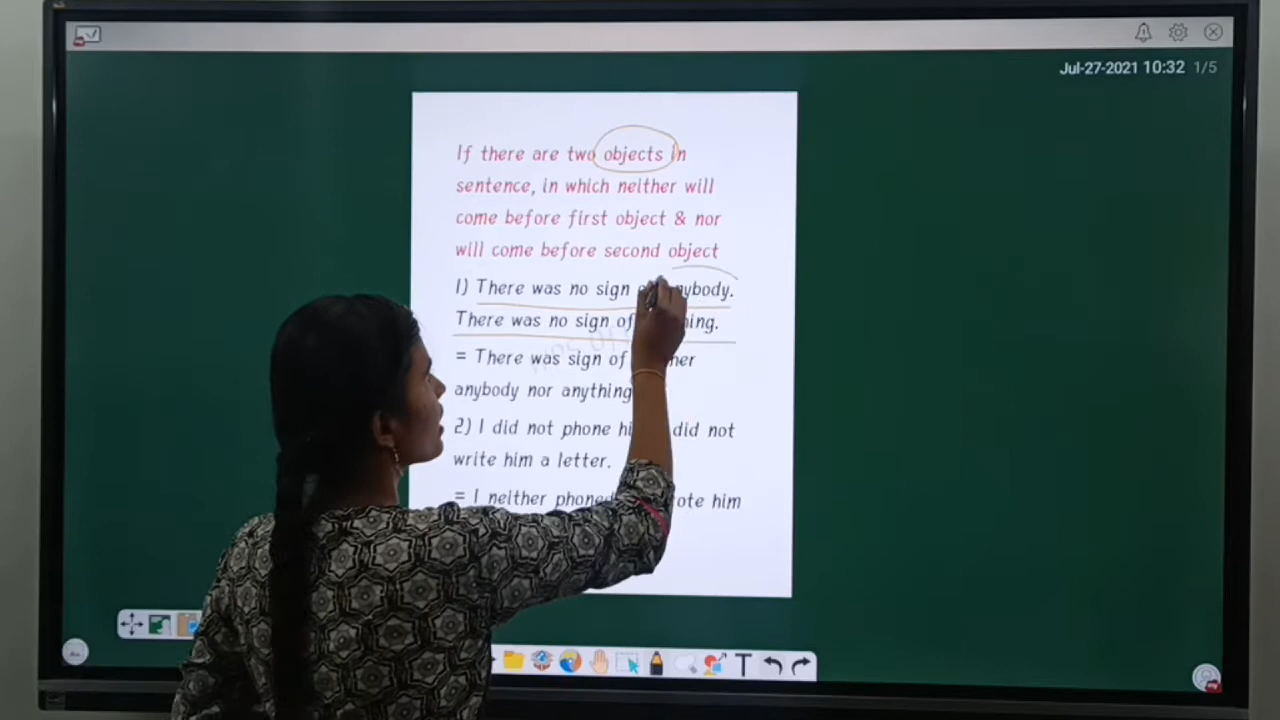 Jul-27-2021 10:32 1/5
If there are two objects in
sentence, in which neither will
come before first object & nor
will come before second object
1) There was no sign anybody.
There was no sign of
= There was sign of
anybody nor anything
2) I did not phone did not
write him a letter.
= I neither phoned him
T